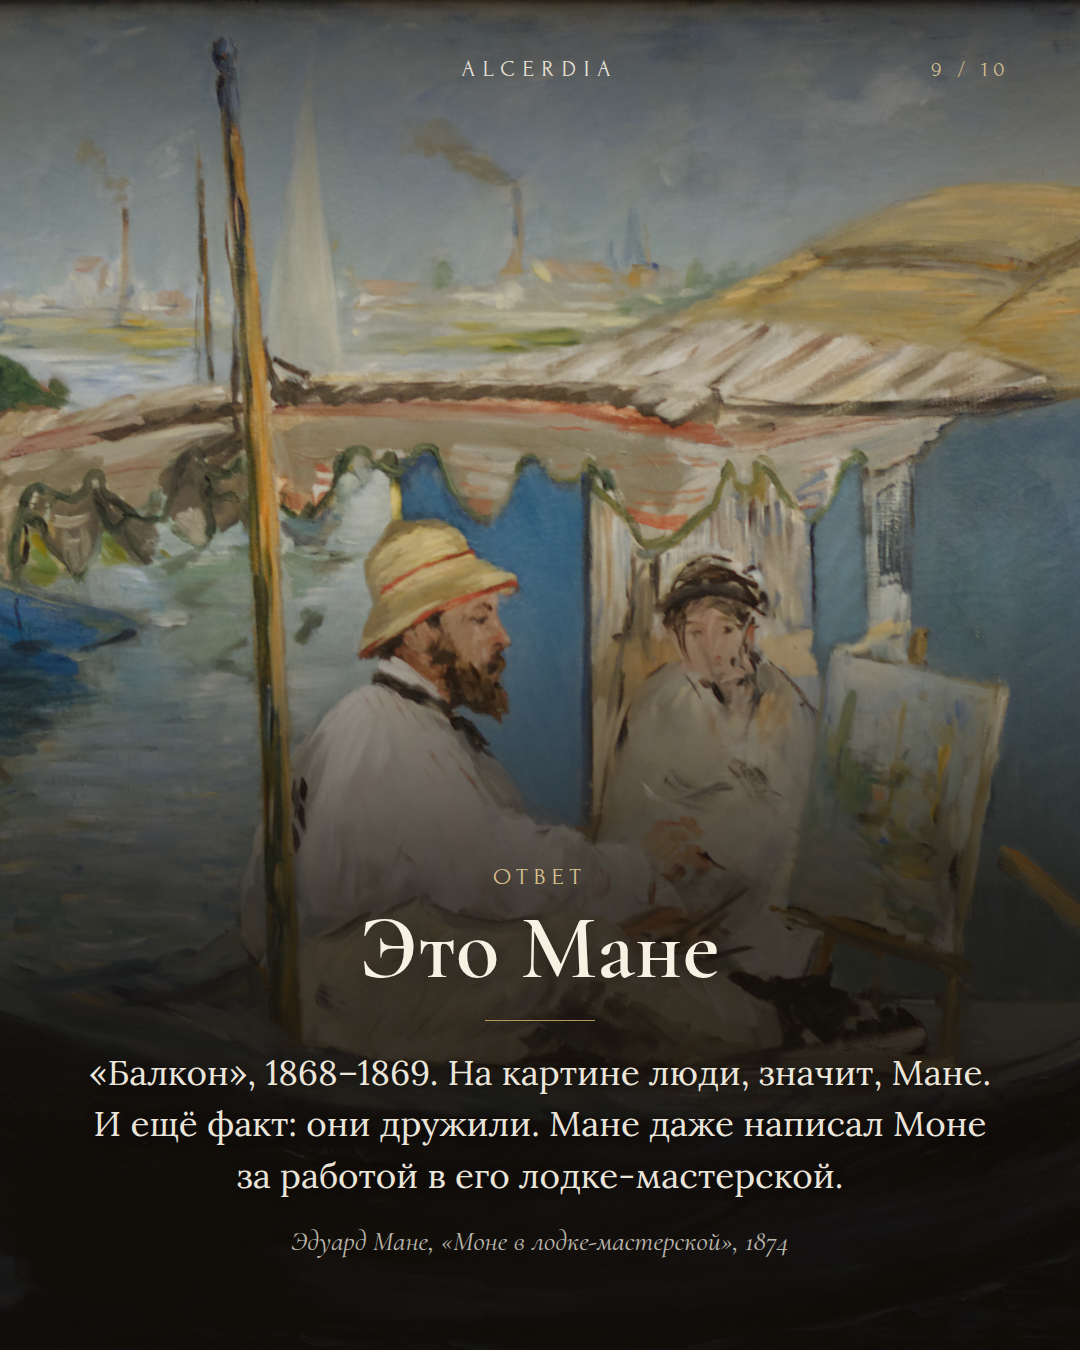 ALCERDIA
9 / 10
ОТВЕТ
Это Мане
«Балкон», 1868–1869. На картине люди, значит, Мане.
И ещё факт: они дружили. Мане даже написал Моне
за работой в его лодке-мастерской.
Эдуард Мане, «Моне в лодке-мастерской», 1874